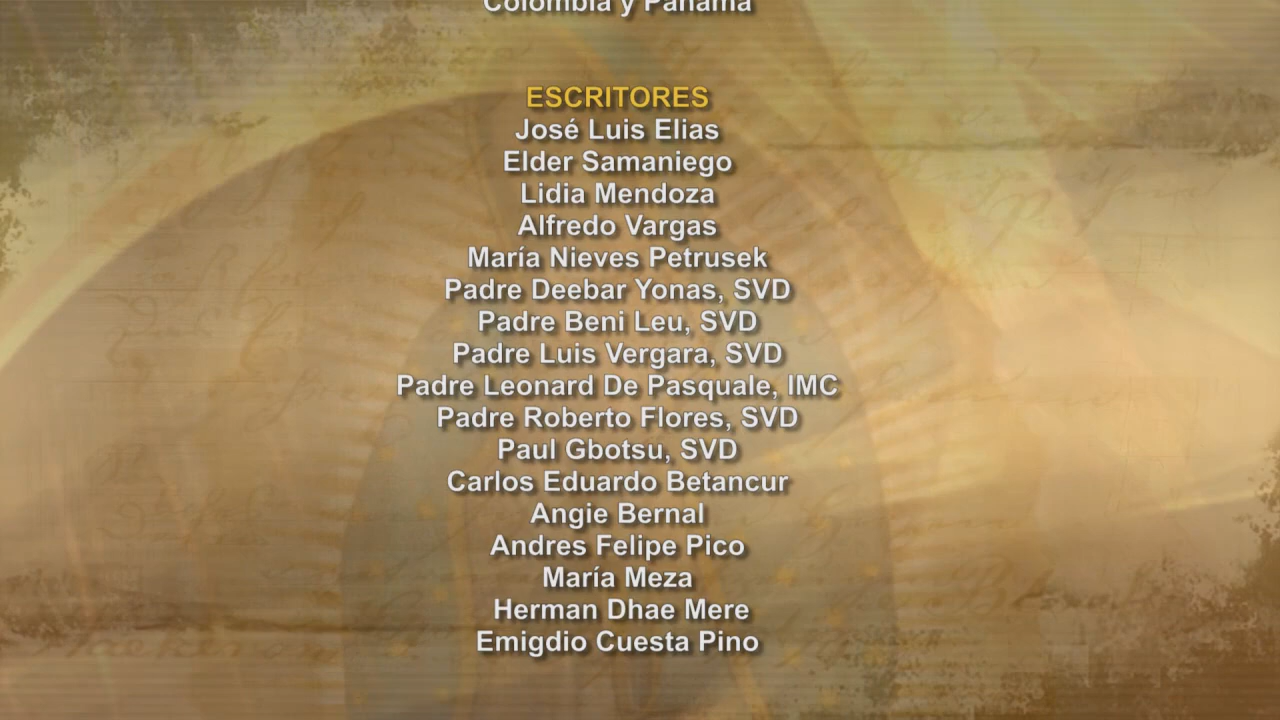 Colombia y Panamá
ESCRITORES
José Luis Elias
Elder Samaniego
Lidia Mendoza
Alfredo Vargas
María Nieves Petrusek
Padre Deebar Yonas, SVD
Padre Beni Leu, SVD
Padre Luis Vergara, SVD
Padre Leonard De Pasquale, IMC
Padre Roberto Flores, SVD
Paul Gbotsu, SVD
Carlos Eduardo Betancur
Angie Bernal
Andres Felipe Pico
María Meza
Herman Dhae Mere
Emigdio Cuesta Pino